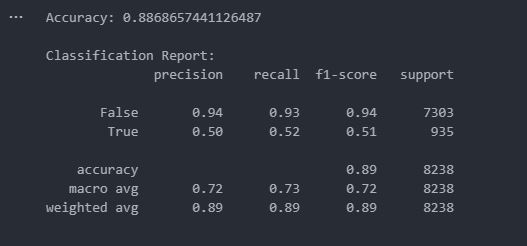 Accuracy: 0.8868657441126487
Classification Report:
precision recall f1-score support
False 0.94 0.93 0.94 7303
True 0.50 0.52 0.51 935
accuracy 0.89 8238
macro avg 0.72 0.73 0.72 8238
weighted avg 0.89 0.89 0.89 8238